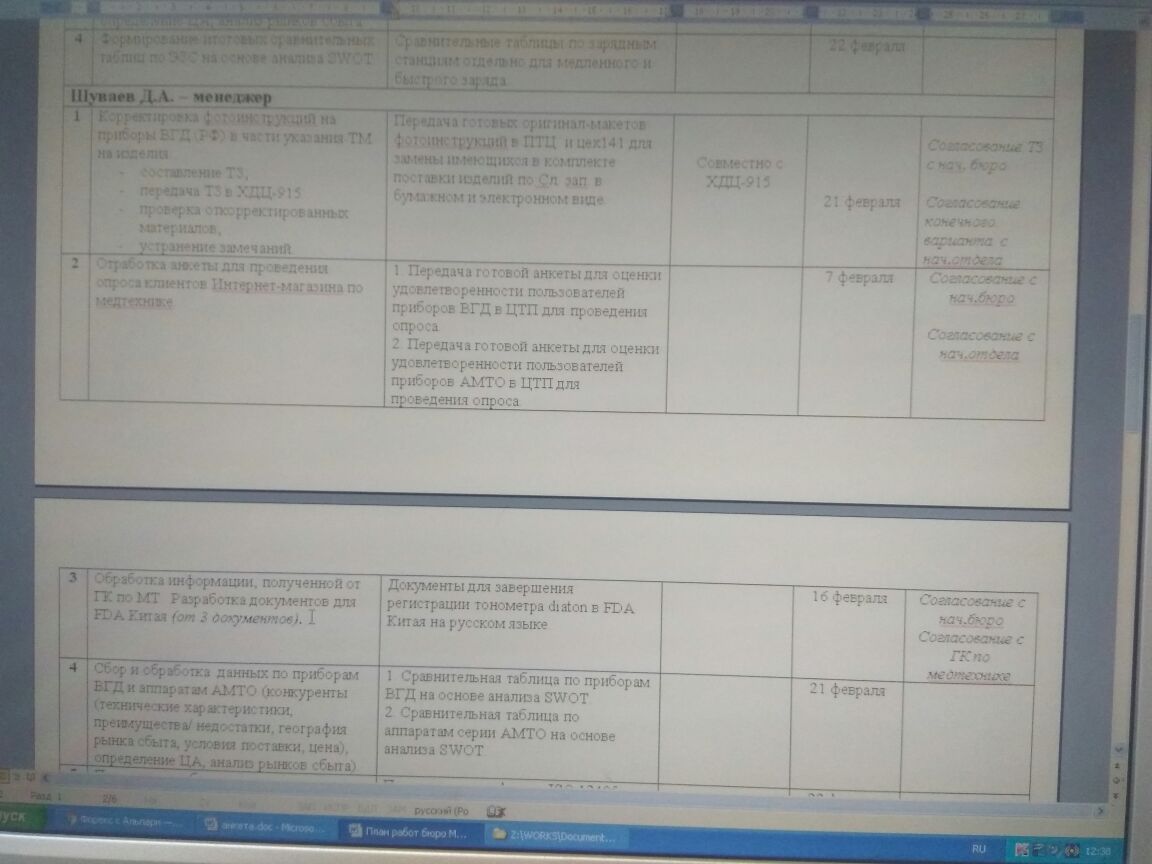 4 Формирование итоговых сравнительных
таблиц по ЭЗС на основе анализа SWOT
Сравнительные таблицы по зарядным
станциям отдельно для медленного и
быстрого заряда.
22 февраля
Шуваев Д.А. – менеджер
1 Корректировка фотоинструкций на
приборы ВГД (РФ) в части указания ТМ
на изделия
- составление ТЗ,
- передача ТЗ в ХДЦ-915
- проверка откорректированных
материалов,
- устранение замечаний
Передача готовых оригинал-макетов
фотоинструкций в ПТЦ и цех141 для
замены имеющихся в комплекте
поставки изделий по Сл. зап. в
бумажном и электронном виде.
Совместно с
ХДЦ-915
21 февраля
Согласование ТЗ
с нач. бюро
Согласование
конечного
варианта с
нач.отдела
2 Отработка анкеты для проведения
опроса клиентов Интернет-магазина по
медтехнике.
1. Передача готовой анкеты для оценки
удовлетворенности пользователей
приборов ВГД в ЦТП для проведения
опроса.
2. Передача готовой анкеты для оценки
удовлетворенности пользователей
приборов АМТО в ЦТП для
проведения опроса.
7 февраля
Согласование с
нач.бюро
Согласование с
нач.отдела
3 Обработка информации, полученной от
ГК по МТ. Разработка документов для
FDA Китая (от 3 документов).
Документы для завершения
регистрации тонометра diaton в FDA
Китая на русском языке
16 февраля
Согласование с
нач.бюро
Согласование с
ГК по
медтехнике
4 Сбор и обработка данных по приборам
ВГД и аппаратам АМТО (конкуренты
(технические характеристики,
преимущества/ недостатки, география
рынка сбыта, условия поставки, цена),
определение ЦА, анализ рынков сбыта)
1. Сравнительная таблица по приборам
ВГД на основе анализа SWOT
2. Сравнительная таблица по
аппаратам серии АМТО на основе
анализа SWOT.
21 февраля
Разд 1 2/6
русский (Ро
пуск
Форекс с Альпари —...
анкета.doc - Microso...
План работ бюро М...
Z:\WORKS\Document...
RU
12:38